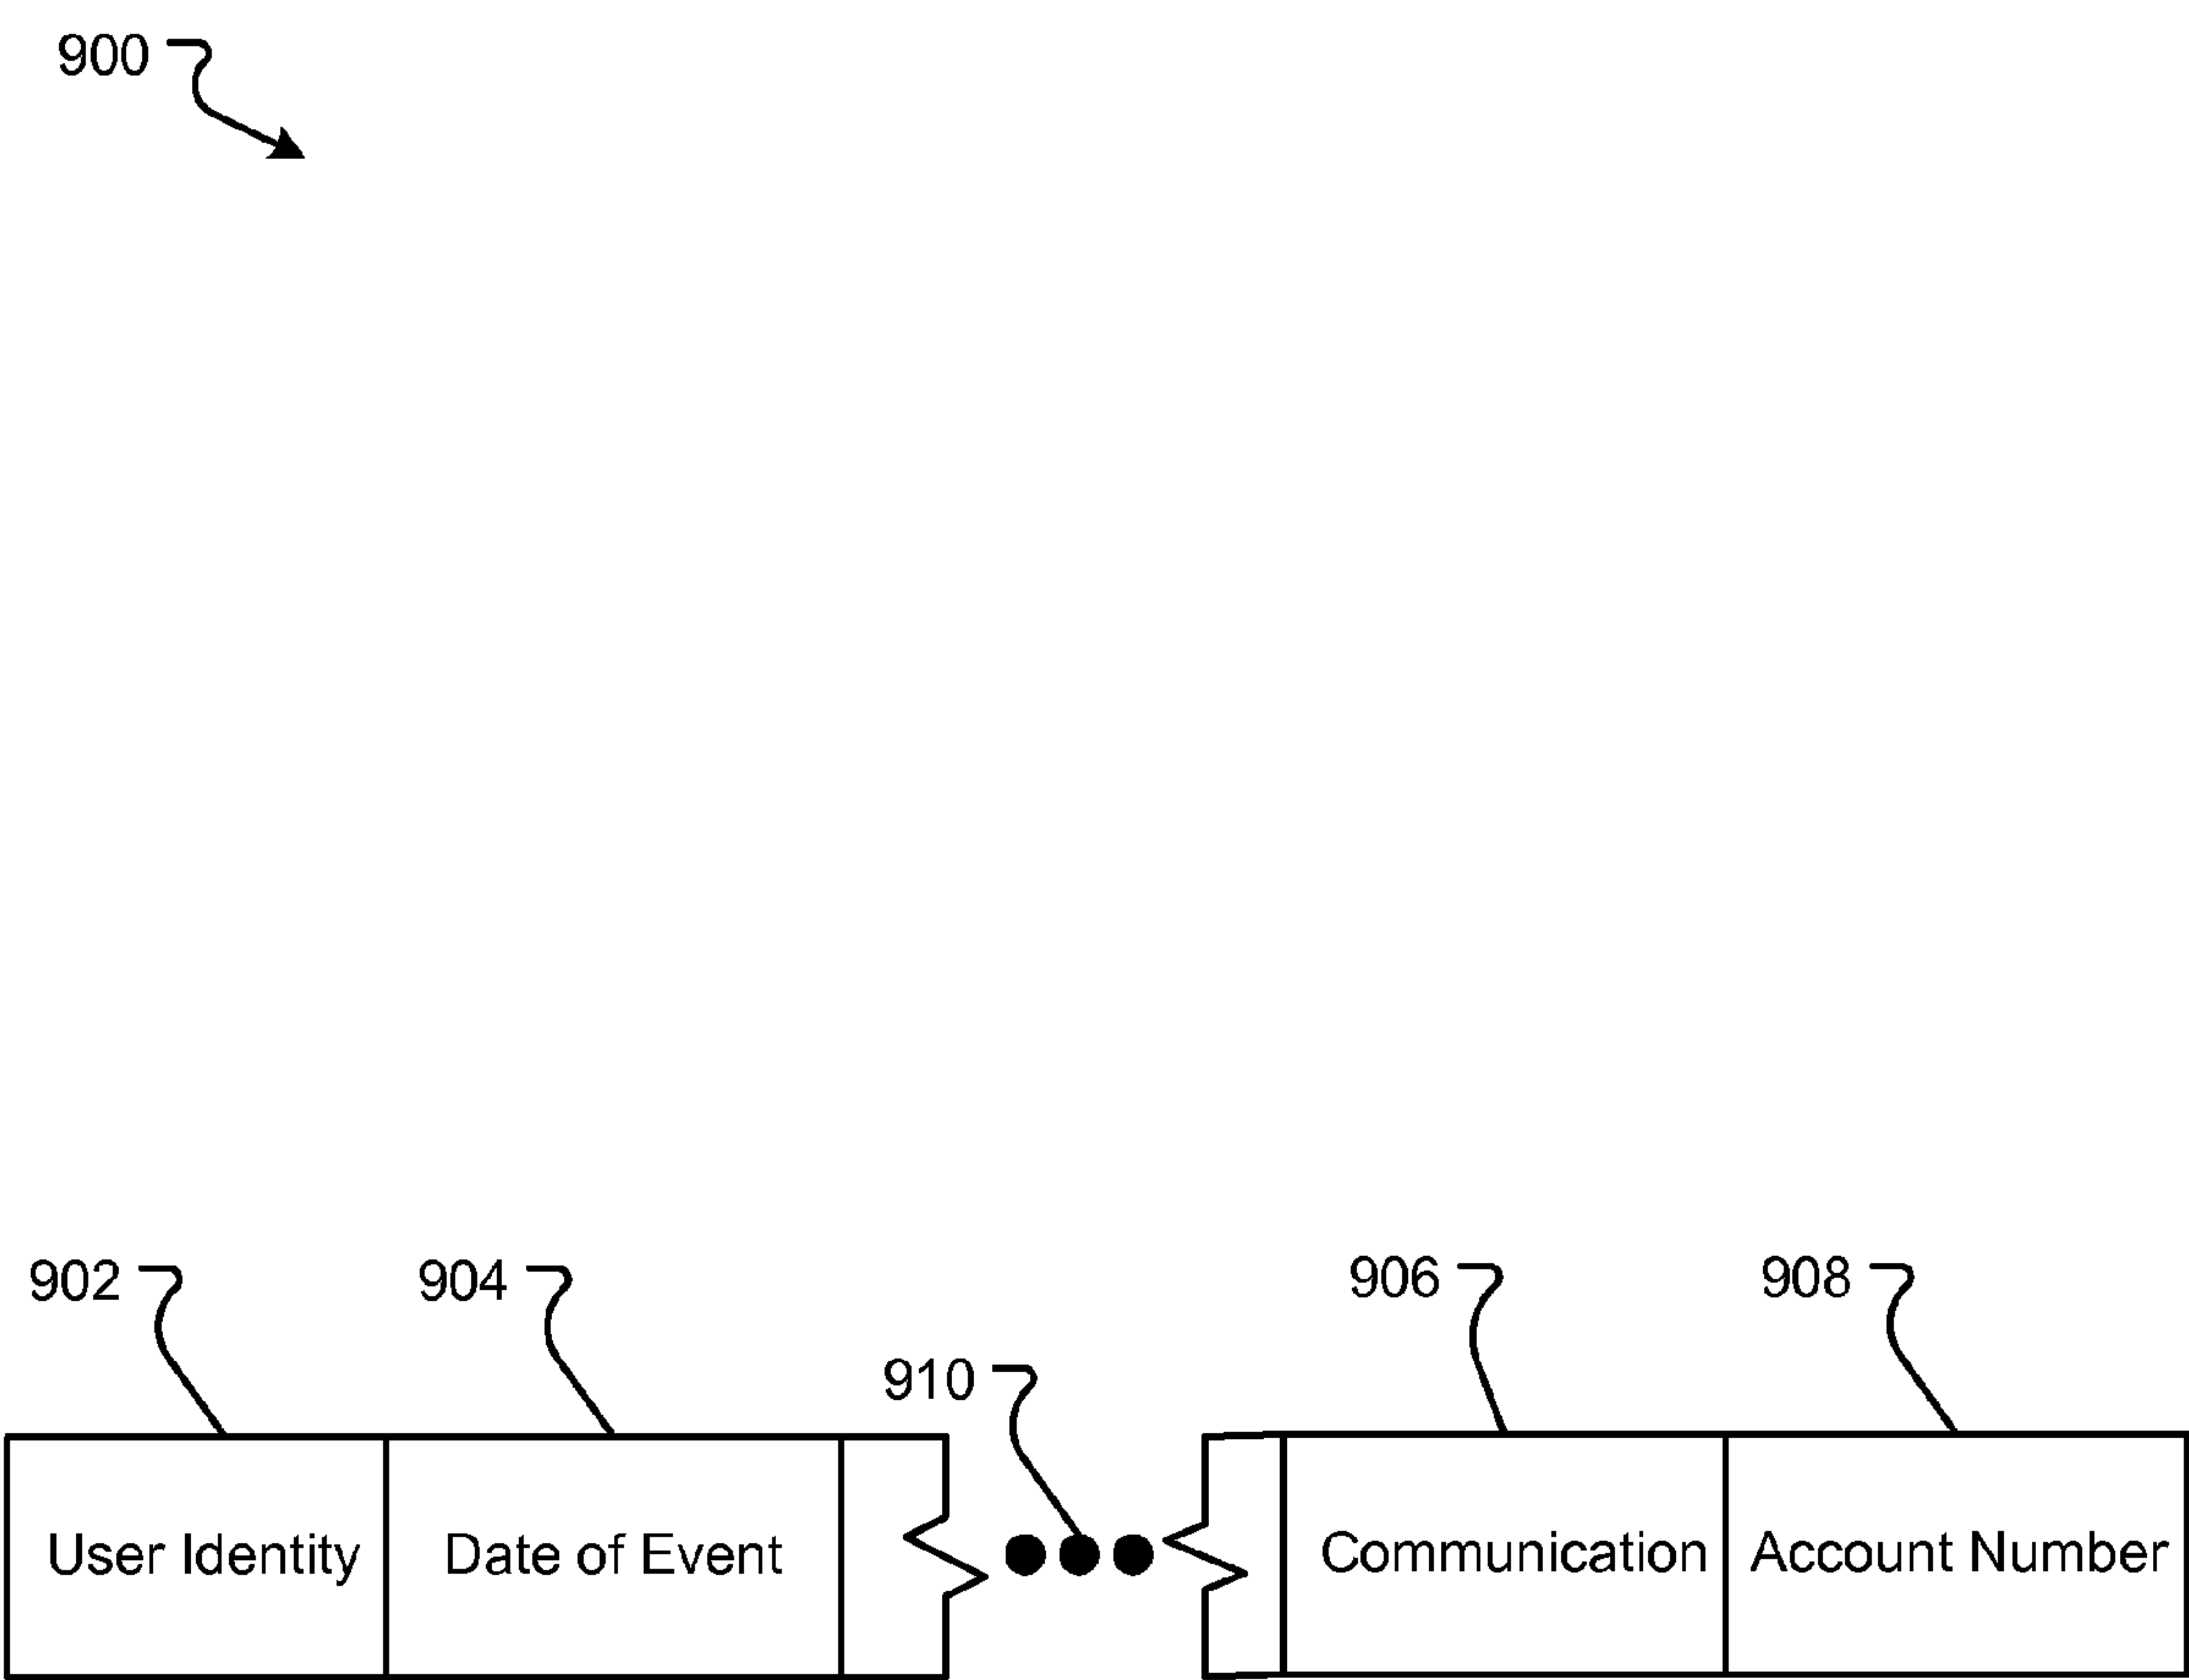 900
902 904 906 908
910
User Identity Date of Event Communication Account Number